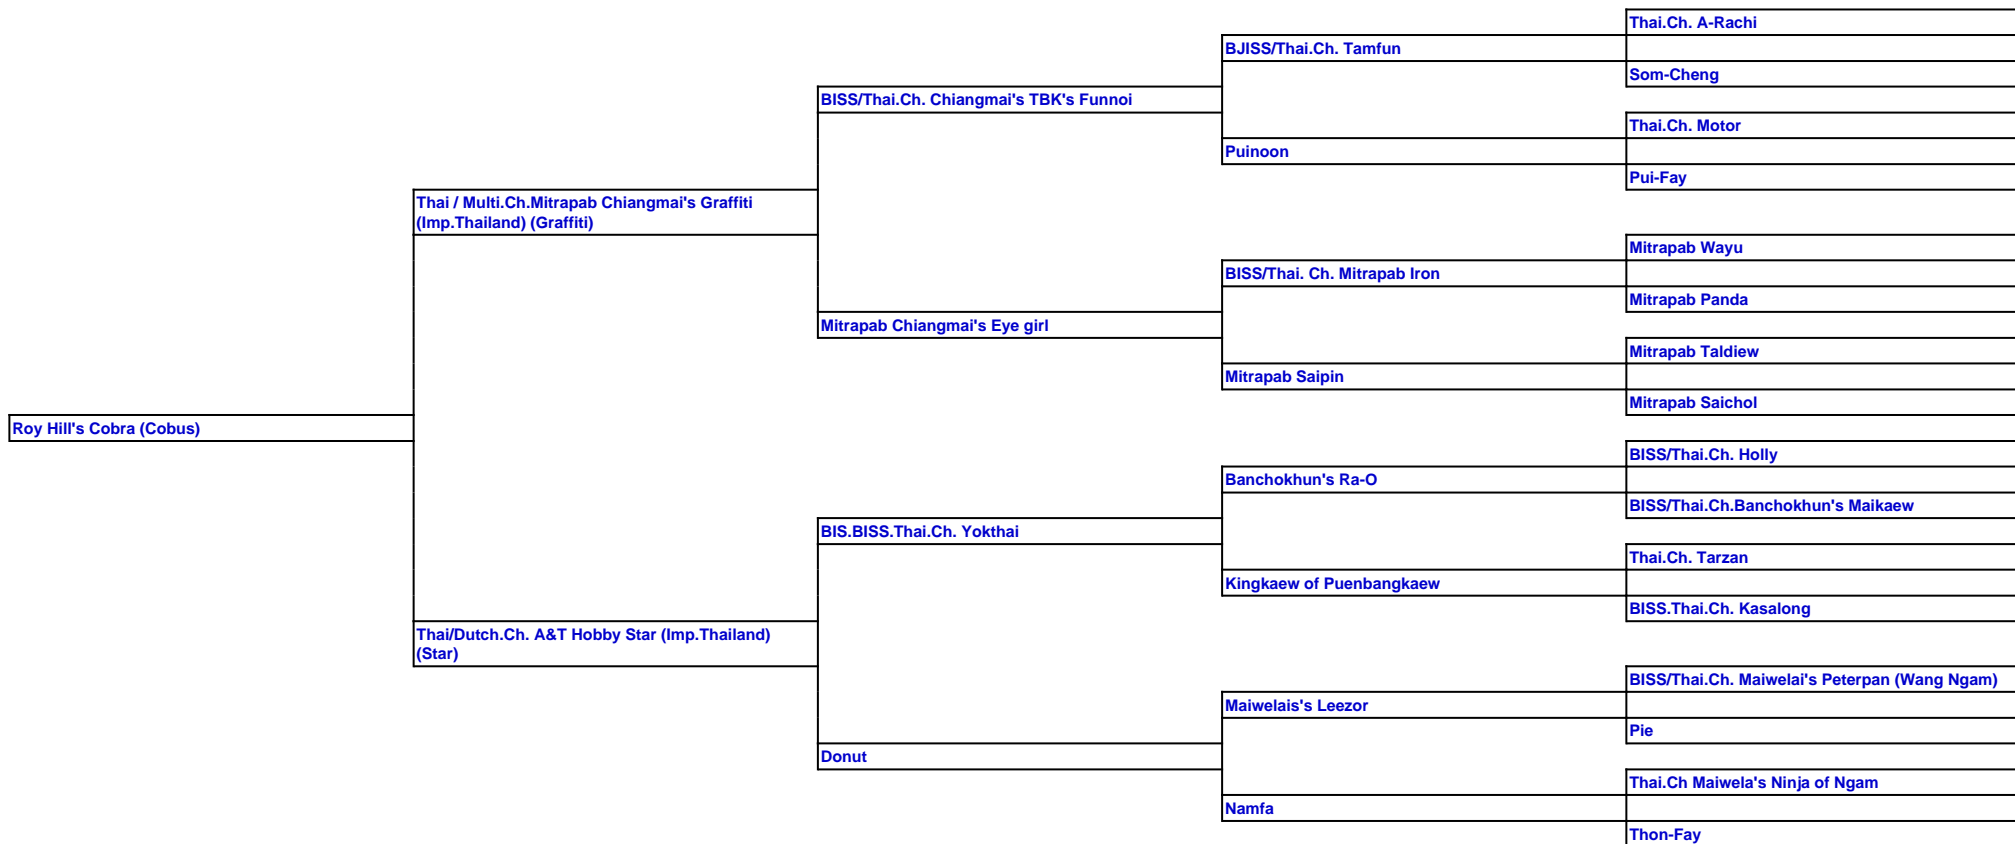 Thai.Ch. A-Rachi
BJISS/Thai.Ch. Tamfun
Som-Cheng
BISS/Thai.Ch. Chiangmai's TBK's Funnoi
Thai.Ch. Motor
Puinoon
Pui-Fay
Thai / Multi.Ch.Mitrapab Chiangmai's Graffiti
(Imp.Thailand) (Graffiti)
Mitrapab Wayu
BISS/Thai. Ch. Mitrapab Iron
Mitrapab Panda
Mitrapab Chiangmai's Eye girl
Mitrapab Taldiew
Mitrapab Saipin
Mitrapab Saichol
Roy Hill's Cobra (Cobus)
BISS/Thai.Ch. Holly
Banchokhun's Ra-O
BISS/Thai.Ch.Banchokhun's Maikaew
BIS.BISS.Thai.Ch. Yokthai
Thai.Ch. Tarzan
Kingkaew of Puenbangkaew
BISS.Thai.Ch. Kasalong
Thai/Dutch.Ch. A&T Hobby Star (Imp.Thailand)
(Star)
BISS/Thai.Ch. Maiwelai's Peterpan (Wang Ngam)
Maiwelais's Leezor
Pie
Donut
Thai.Ch Maiwela's Ninja of Ngam
Namfa
Thon-Fay